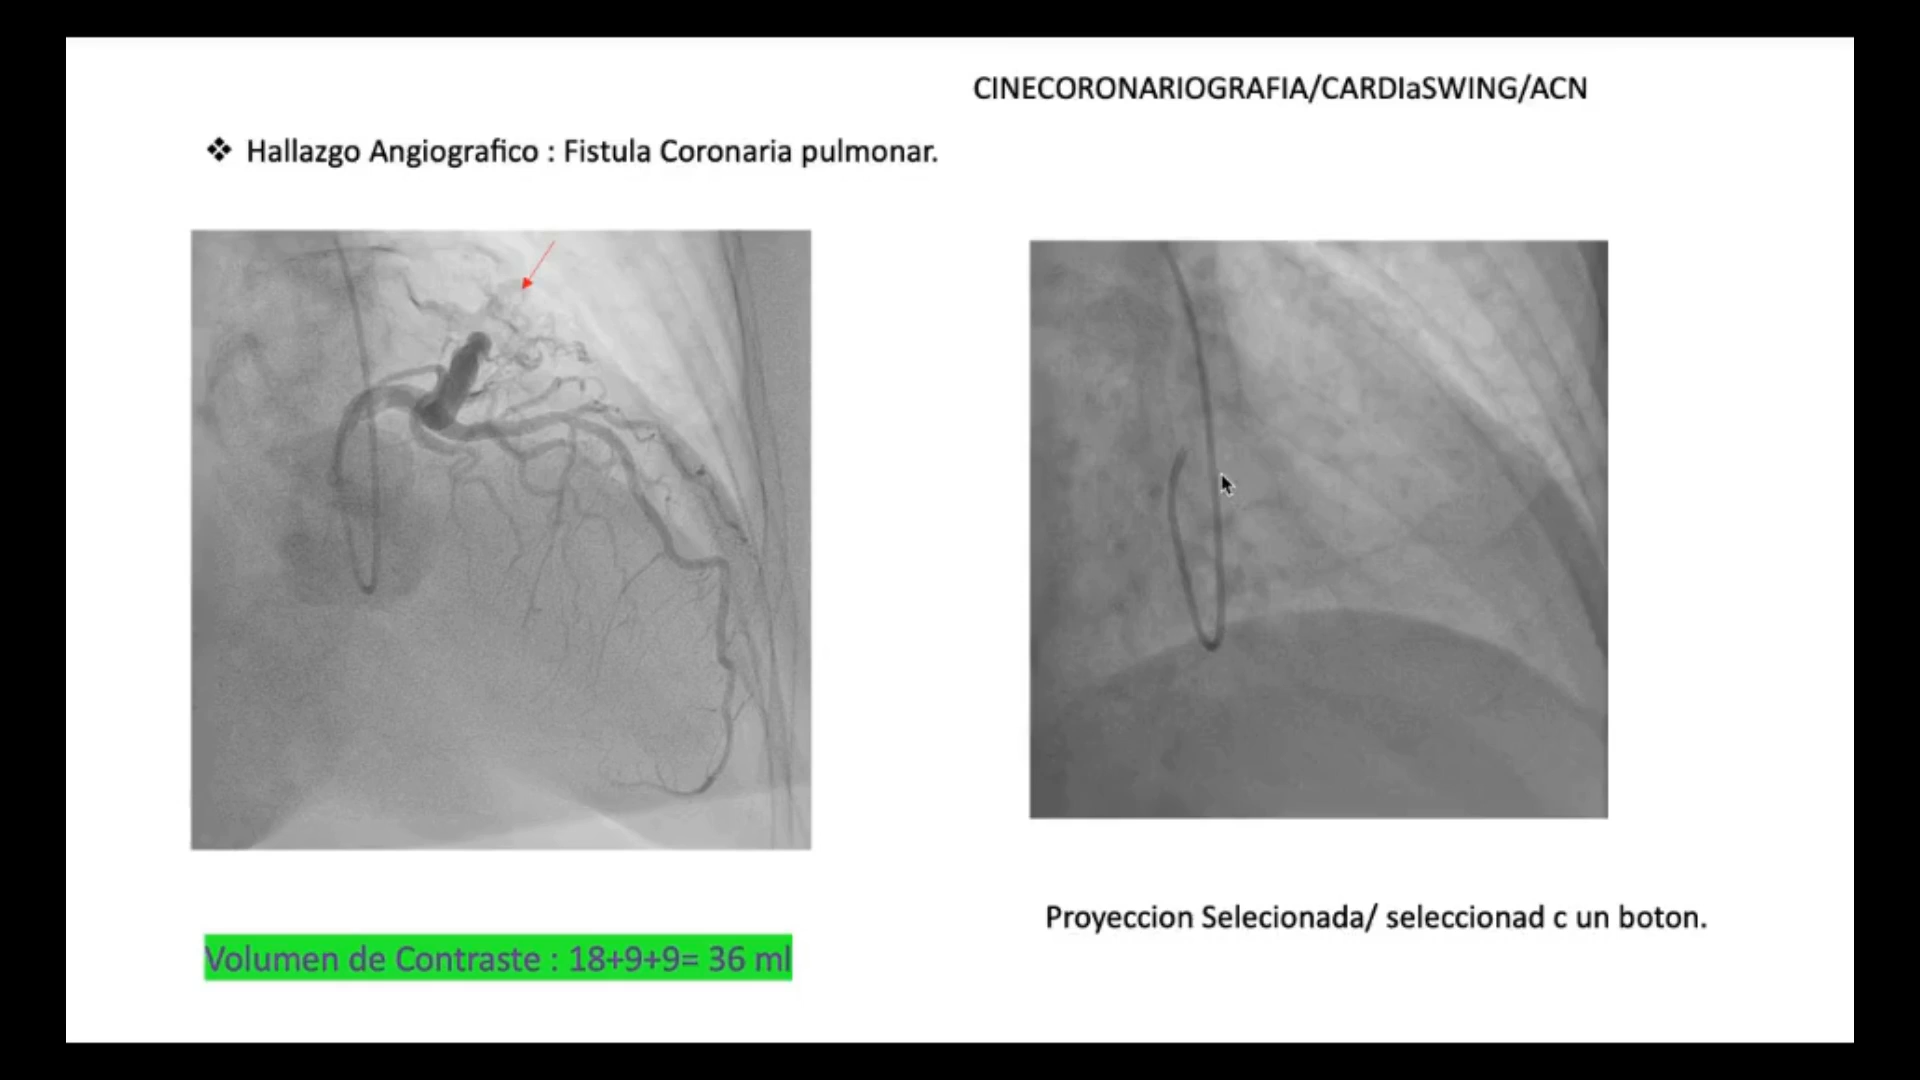 CINECORONARIOGRAFIA/CARDIaSWING/ACN
❖ Hallazgo Angiografico : Fistula Coronaria pulmonar.
Volumen de Contraste : 18+9+9= 36 ml
Proyeccion Selecionada/ seleccionad c un boton.